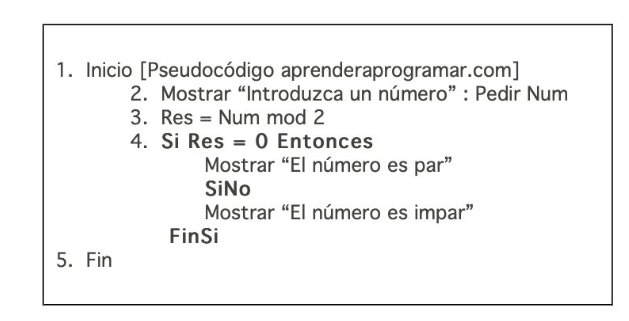 1. Inicio [Pseudocódigo aprenderaprogramar.com]
2. Mostrar “Introduzca un número” : Pedir Num
3. Res = Num mod 2
4. Si Res = 0 Entonces
Mostrar “El número es par”
SiNo
Mostrar “El número es impar”
FinSi
5. Fin